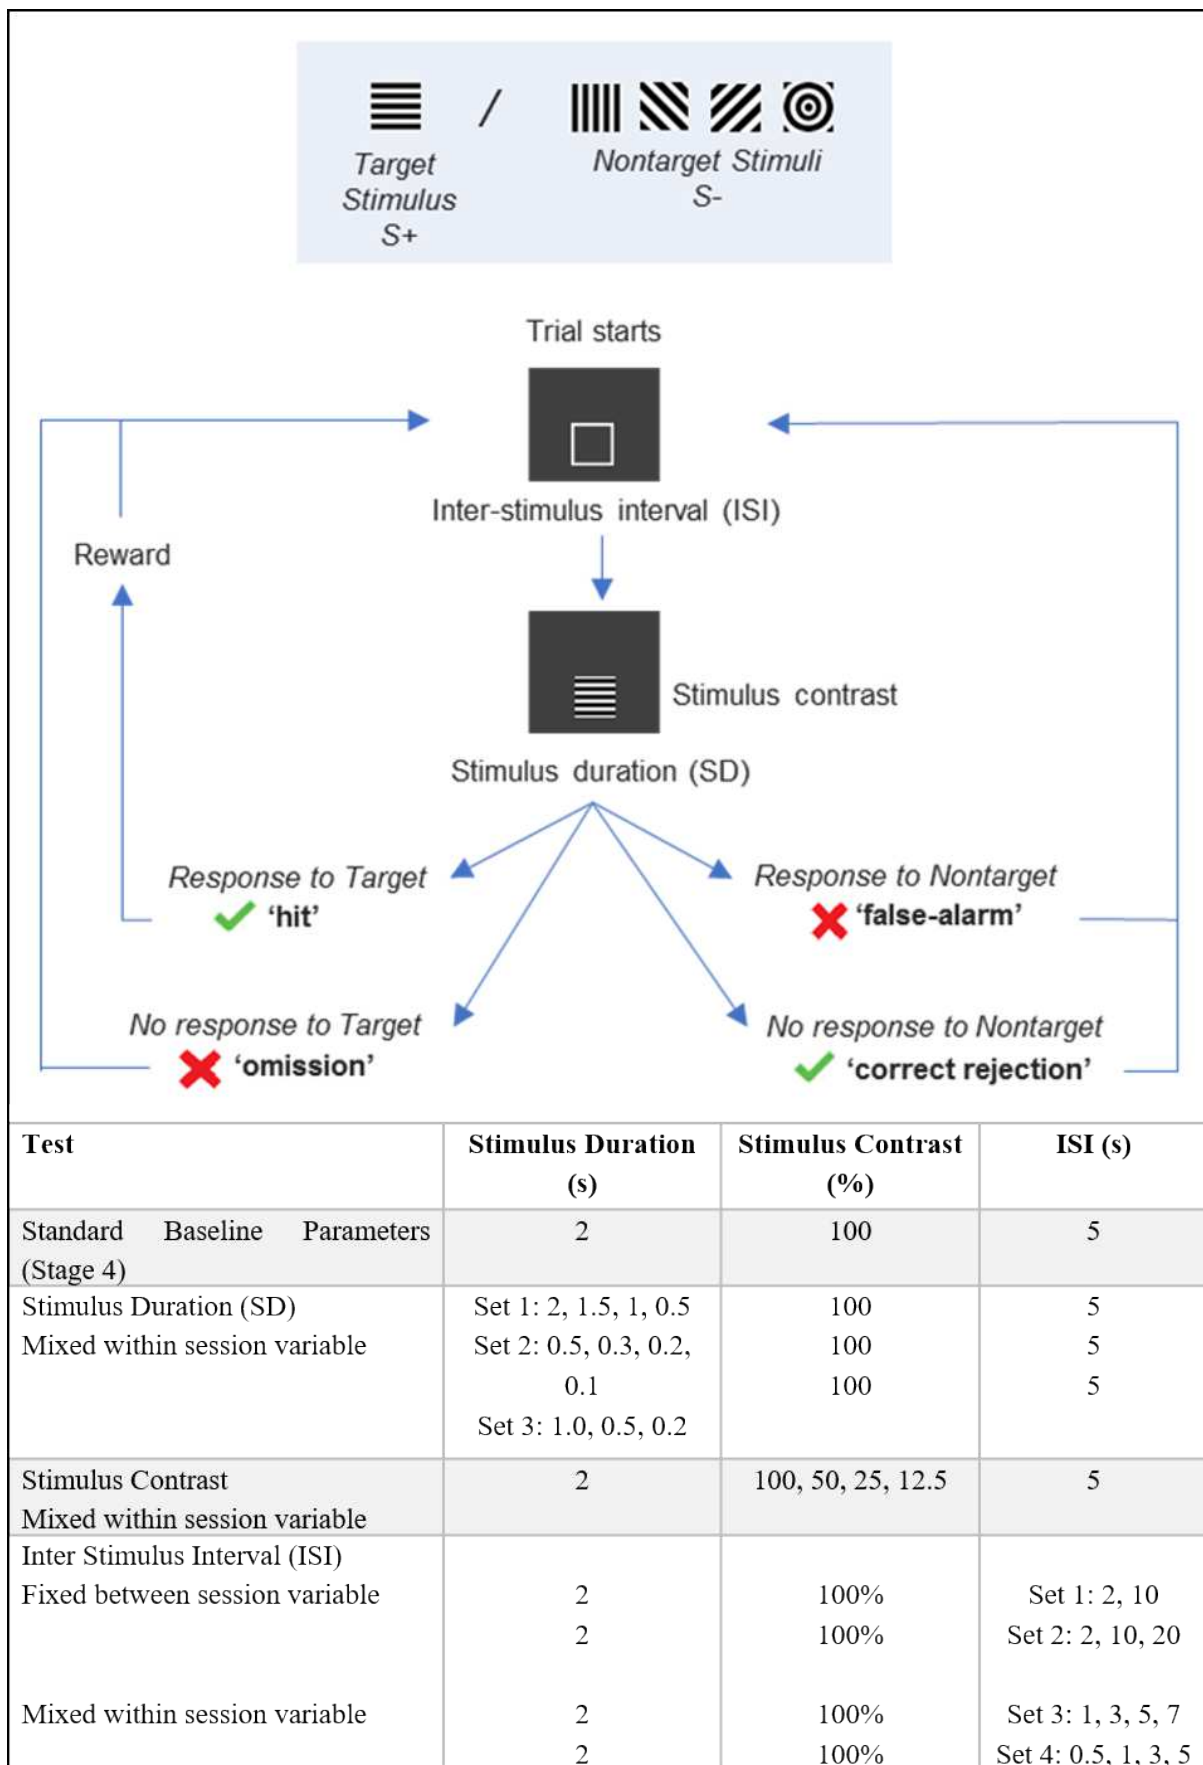 Target
Stimulus
S+
/
Nontarget Stimuli
S-
Trial starts
Inter-stimulus interval (ISI)
Reward
Stimulus contrast
Stimulus duration (SD)
Response to Target
'hit'
Response to Nontarget
'false-alarm'
No response to Target
'omission'
No response to Nontarget
'correct rejection'
Test Stimulus Duration (s) Stimulus Contrast (%) ISI (s)
Standard Baseline Parameters (Stage 4) 2 100 5
Stimulus Duration (SD) Set 1: 2, 1.5, 1, 0.5 100 5
Mixed within session variable Set 2: 0.5, 0.3, 0.2, 100 5
0.1 100 5
Set 3: 1.0, 0.5, 0.2
Stimulus Contrast 2 100, 50, 25, 12.5 5
Mixed within session variable
Inter Stimulus Interval (ISI)
Fixed between session variable 2 100% Set 1: 2, 10
2 100% Set 2: 2, 10, 20
Mixed within session variable 2 100% Set 3: 1, 3, 5, 7
2 100% Set 4: 0.5, 1, 3, 5